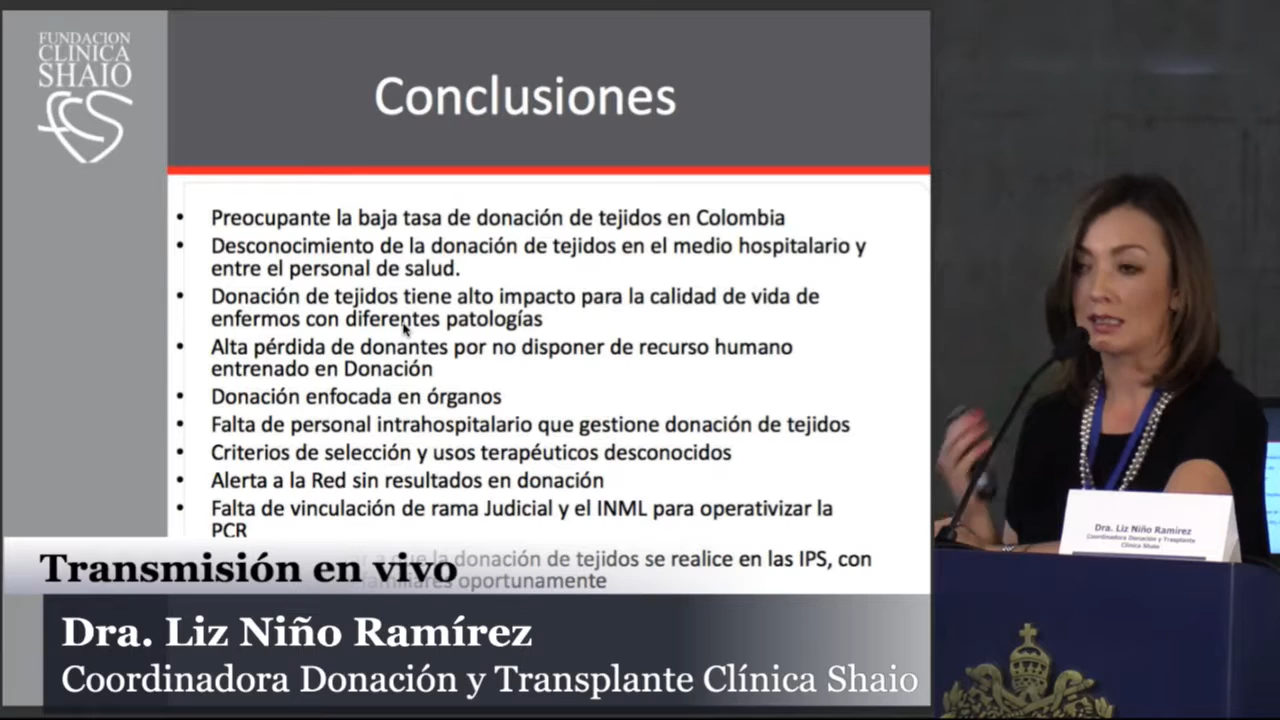 FUNDACION
CLINICA
SHAIO
Conclusiones
• Preocupante la baja tasa de donación de tejidos en Colombia
• Desconocimiento de la donación de tejidos en el medio hospitalario y
entre el personal de salud.
• Donación de tejidos tiene alto impacto para la calidad de vida de
enfermos con diferentes patologías
• Alta pérdida de donantes por no disponer de recurso humano
entrenado en Donación
• Donación enfocada en órganos
• Falta de personal intrahospitalario que gestione donación de tejidos
• Criterios de selección y usos terapéuticos desconocidos
• Alerta a la Red sin resultados en donación
• Falta de vinculación de rama Judicial y el INML para operativizar la
PCR
donación de tejidos se realice en las IPS, con
familiares oportunamente
Transmisión en vivo
Dra. Liz Niño Ramírez
Coordinadora Donación y Transplante Clínica Shaio
Dra. Liz Niño Ramírez
Coordinadora Donación y Trasplante
Clínica Shaio